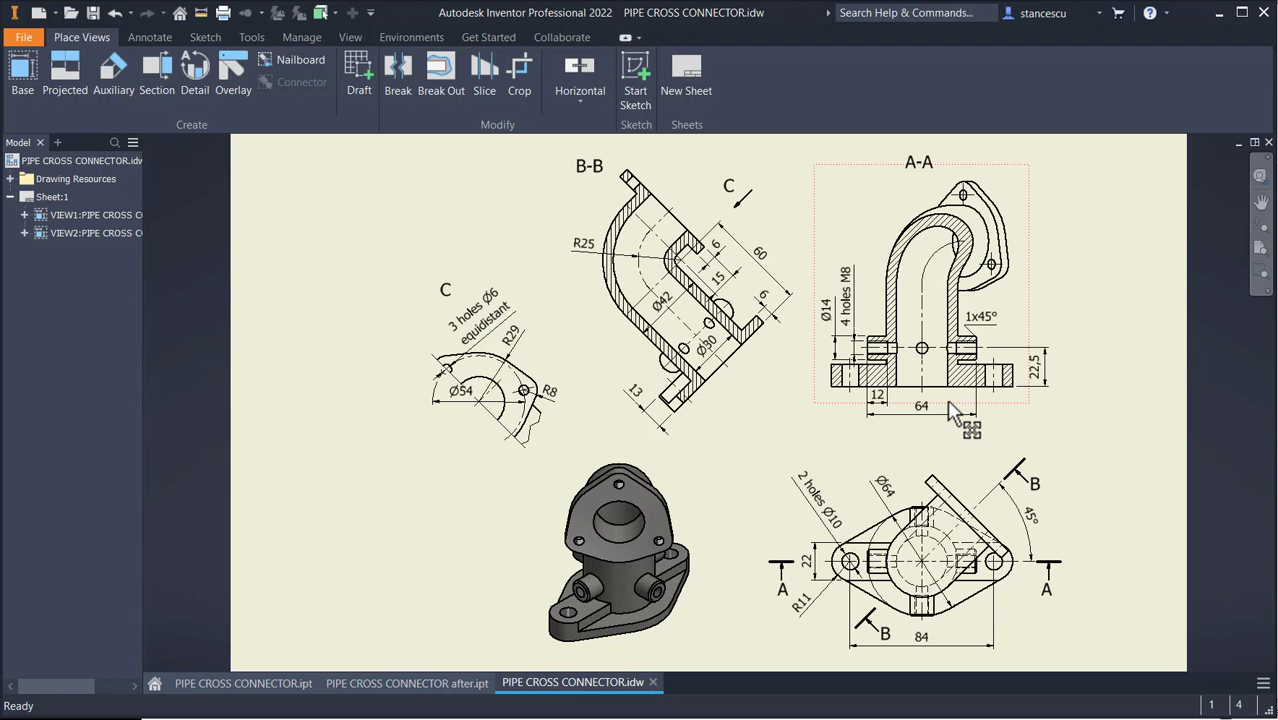 Autodesk Inventor Professional 2022 PIPE CROSS CONNECTOR.idw
Search Help & Commands...
stancescu
File
Place Views
Annotate
Sketch
Tools
Manage
View
Environments
Get Started
Collaborate
Base
Projected
Auxiliary
Section
Detail
Overlay
Nailboard
Connector
Draft
Break
Break Out
Slice
Crop
Horizontal
Start
Sketch
New Sheet
Create
Modify
Sketch
Sheets
Model
PIPE CROSS CONNECTOR.idw
Drawing Resources
Sheet:1
VIEW1:PIPE CROSS CO
VIEW2:PIPE CROSS CO
B-B
C
R25
6
60
15
6
Ø42
Ø30
13
A-A
Ø14
4 holes M8
1x45°
22,5
12
64
C
3 holes Ø6
equidistant
R29
Ø54
R8
2 holes Ø10
Ø64
B
45°
22
A
A
R11
B
84
PIPE CROSS CONNECTOR.ipt
PIPE CROSS CONNECTOR after.ipt
PIPE CROSS CONNECTOR.idw
Ready
1
4